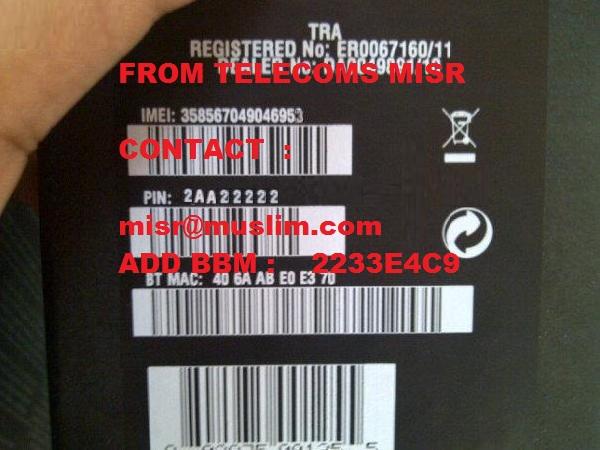 TRA
REGISTERED No: ER0067160/11
FROM TELECOMS MISR
IMEI: 358567049046953
CONTACT :
PIN: 2AA22222
misr@muslim.com
ADD BBM : 2233E4C9
BT MAC: 40 6A AB E0 E3 70